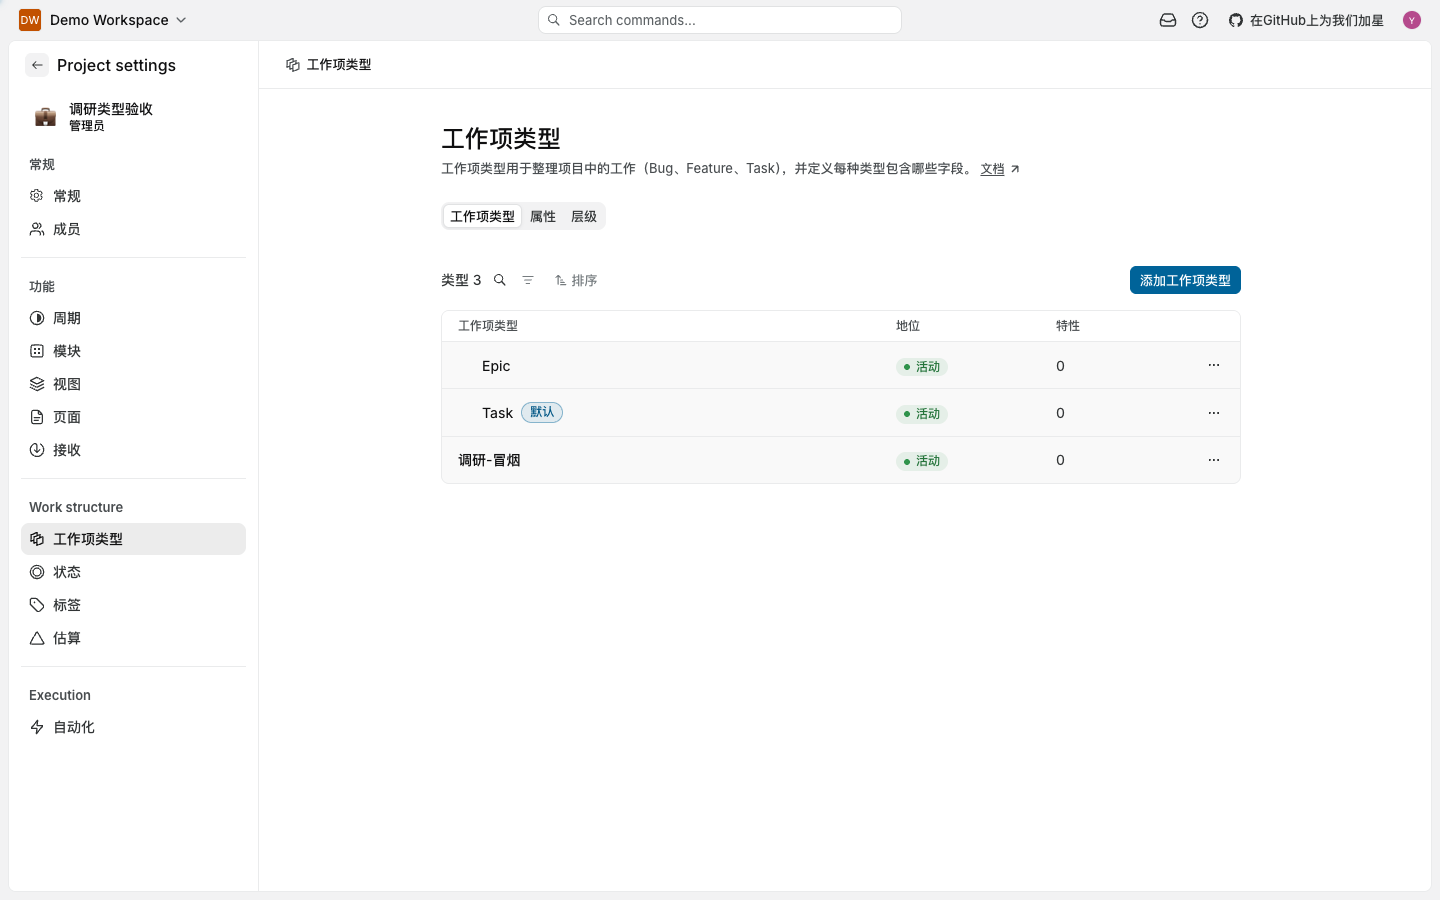 DW Demo Workspace
Search commands...
在GitHub上为我们加星
Y
Project settings
调研类型验收
管理员
常规
常规
成员
功能
周期
模块
视图
页面
接收
Work structure
工作项类型
状态
标签
估算
Execution
自动化
工作项类型
工作项类型
工作项类型用于整理项目中的工作（Bug、Feature、Task），并定义每种类型包含哪些字段。 文档
工作项类型 属性 层级
类型 3 排序
添加工作项类型
工作项类型 地位 特性
Epic 活动 0
Task 默认 活动 0
调研-冒烟 活动 0